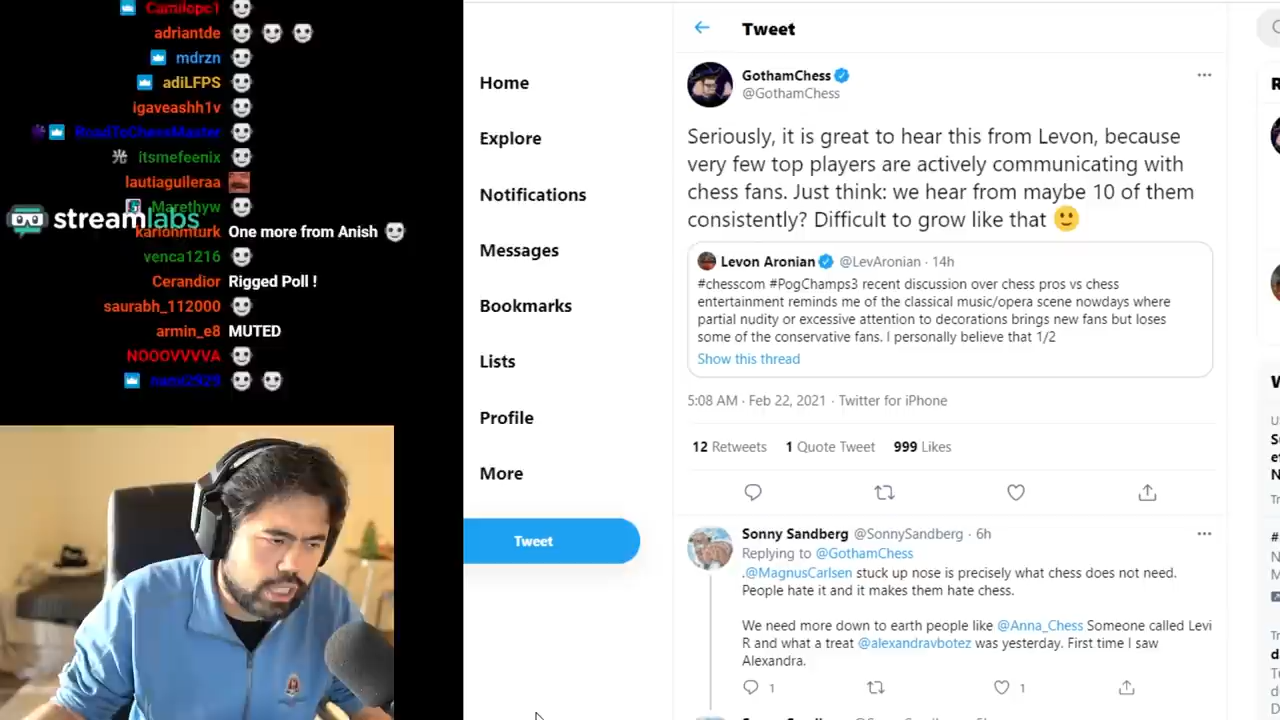 Camilopc1
adriantde
mdrzn
adiLFPS
igaveashh1v
RoadToChessMaster
光 itsmefeenix
lautiaguileraa
Marethyw
streamlabs
karlonmturk One more from Anish
venca1216
Cerandior Rigged Poll !
saurabh_112000
armin_e8 MUTED
NOOOVVVVA
nami2929
Home
Explore
Notifications
Messages
Bookmarks
Lists
Profile
More
Tweet
Tweet
GothamChess
@GothamChess
Seriously, it is great to hear this from Levon, because
very few top players are actively communicating with
chess fans. Just think: we hear from maybe 10 of them
consistently? Difficult to grow like that 🙂
Levon Aronian @LevAronian · 14h
#chesscom #PogChamps3 recent discussion over chess pros vs chess
entertainment reminds me of the classical music/opera scene nowdays where
partial nudity or excessive attention to decorations brings new fans but loses
some of the conservative fans. I personally believe that 1/2
Show this thread
5:08 AM · Feb 22, 2021 · Twitter for iPhone
12 Retweets 1 Quote Tweet 999 Likes
Sonny Sandberg @SonnySandberg · 6h
Replying to @GothamChess
.@MagnusCarlsen stuck up nose is precisely what chess does not need.
People hate it and it makes them hate chess.
We need more down to earth people like @Anna_Chess Someone called Levi
R and what a treat @alexandravbotez was yesterday. First time I saw
Alexandra.
1 1